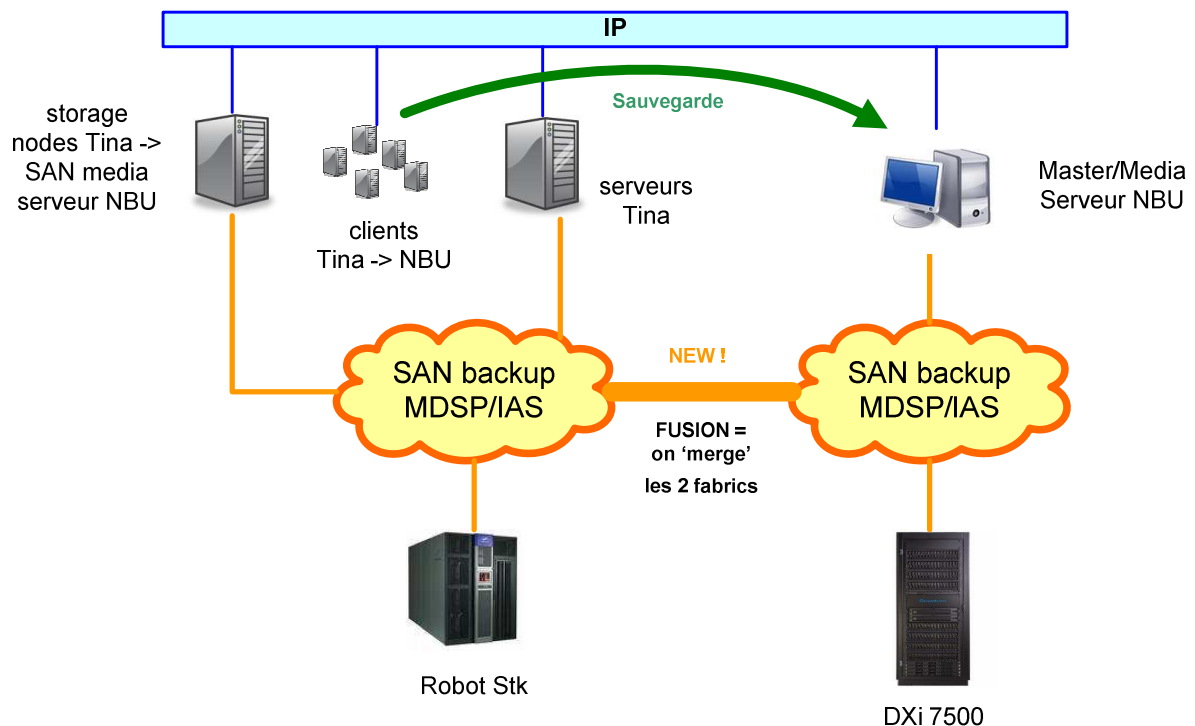 IP
Sauvegarde
storage
nodes Tina ->
SAN media
serveur NBU
clients
Tina -> NBU
serveurs
Tina
Master/Media
Serveur NBU
SAN backup
MDSP/IAS
NEW !
FUSION =
on ‘merge’
les 2 fabrics
SAN backup
MDSP/IAS
Robot Stk
DXi 7500